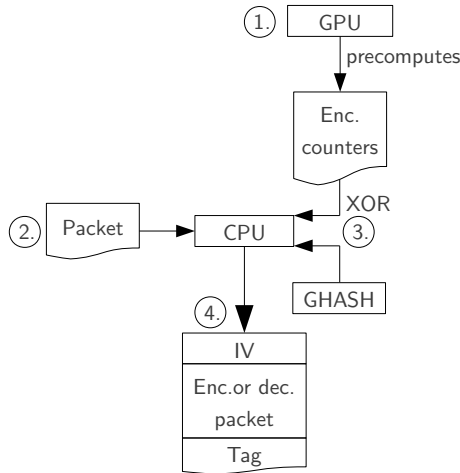 1.
GPU
precomputes
Enc.
counters
XOR
2.
Packet
CPU
3.
GHASH
4.
IV
Enc.or dec.
packet
Tag